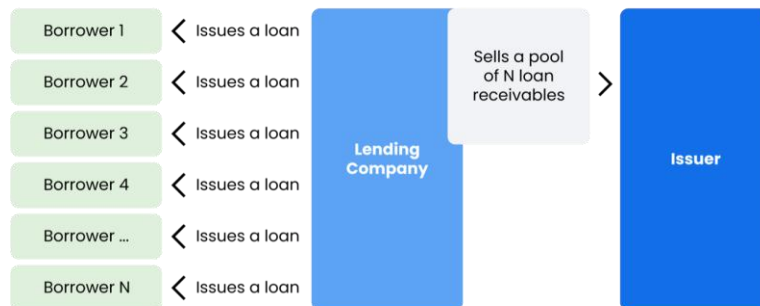 Borrower 1
Issues a loan
Borrower 2
Issues a loan
Borrower 3
Issues a loan
Borrower 4
Issues a loan
Borrower ...
Issues a loan
Borrower N
Issues a loan
Lending
Company
Sells a pool
of N loan
receivables
Issuer